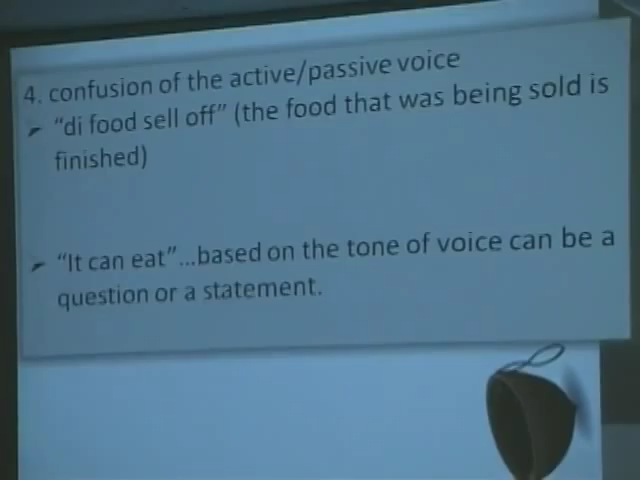 4. confusion of the active/passive voice
“di food sell off” (the food that was being sold is
finished)
“It can eat”...based on the tone of voice can be a
question or a statement.